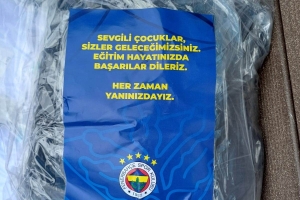 SEVGİLİ ÇOCUKLAR,
SİZLER GELECEĞİMİZSİNİZ.
EĞİTİM HAYATINIZDA
BAŞARILAR DİLERİZ.
HER ZAMAN
YANINIZDAYIZ.